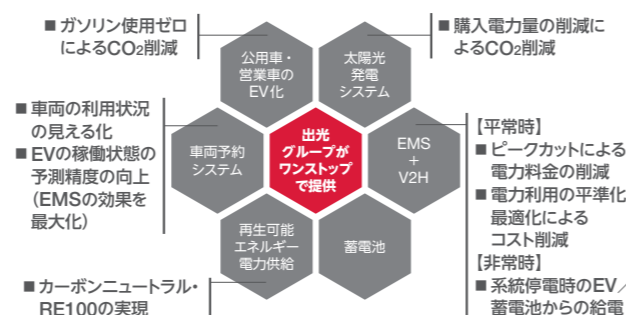 ■ ガソリン使用ゼロ
によるCO₂削減
■ 購入電力量の削減に
よるCO₂削減
公用車・
営業車の
EV化
太陽光
発電
システム
■ 車両の利用状況
の見える化
■ EVの稼働状態の
予測精度の向上
（EMSの効果を
最大化）
車両予約
システム
出光
グループが
ワンストップ
で提供
EMS
+
V2H
【平常時】
■ ピークカットによる
電力料金の削減
■ 電力利用の平準化
最適化による
コスト削減
【非常時】
■ 系統停電時のEV／
蓄電池からの給電
再生可能
エネルギー
電力供給
蓄電池
■ カーボンニュートラル・
RE100の実現